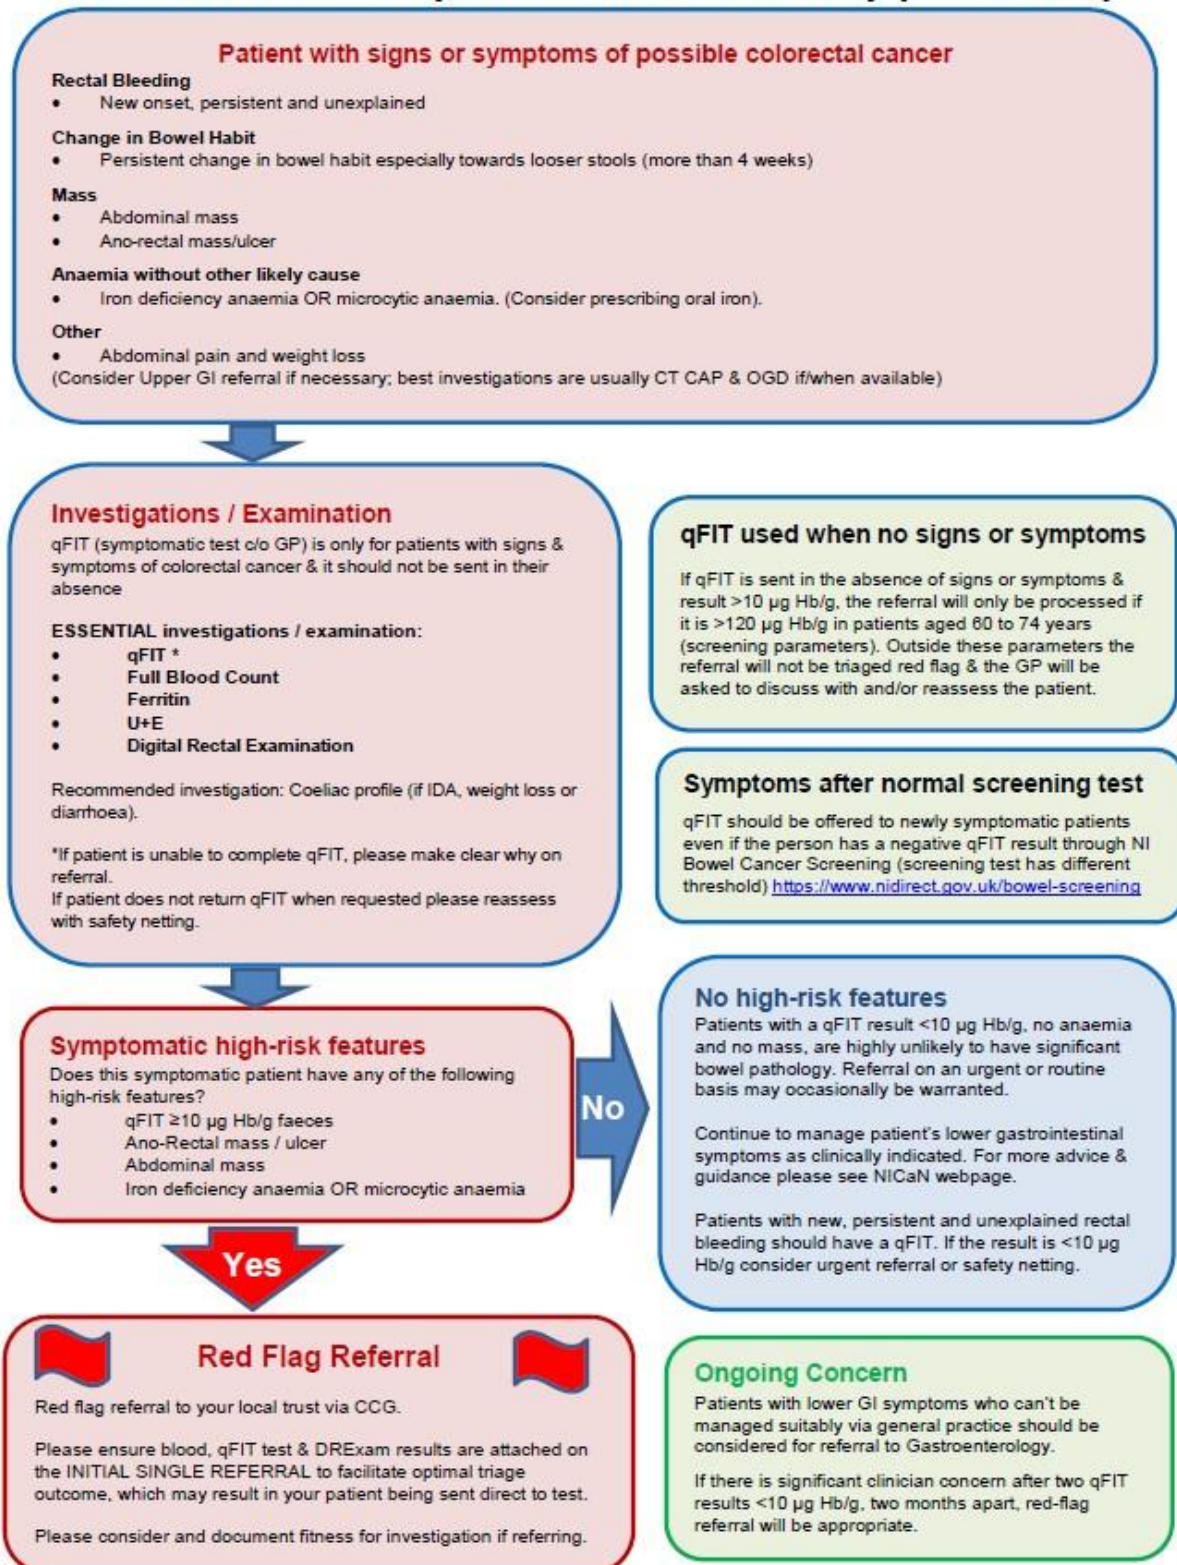 Patient with signs or symptoms of possible colorectal cancer
Rectal Bleeding
• New onset, persistent and unexplained
Change in Bowel Habit
• Persistent change in bowel habit especially towards looser stools (more than 4 weeks)
Mass
• Abdominal mass
• Ano-rectal mass/ulcer
Anaemia without other likely cause
• Iron deficiency anaemia OR microcytic anaemia. (Consider prescribing oral iron).
Other
• Abdominal pain and weight loss
(Consider Upper GI referral if necessary; best investigations are usually CT CAP & OGD if/when available)
Investigations / Examination
qFIT (symptomatic test c/o GP) is only for patients with signs &
symptoms of colorectal cancer & it should not be sent in their
absence
ESSENTIAL investigations / examination:
• qFIT *
• Full Blood Count
• Ferritin
• U+E
• Digital Rectal Examination
Recommended investigation: Coeliac profile (if IDA, weight loss or
diarrhoea).
*If patient is unable to complete qFIT, please make clear why on
referral.
If patient does not return qFIT when requested please reassess
with safety netting.
qFIT used when no signs or symptoms
If qFIT is sent in the absence of signs or symptoms &
result >10 µg Hb/g, the referral will only be processed if
it is >120 µg Hb/g in patients aged 60 to 74 years
(screening parameters). Outside these parameters the
referral will not be triaged red flag & the GP will be
asked to discuss with and/or reassess the patient.
Symptoms after normal screening test
qFIT should be offered to newly symptomatic patients
even if the person has a negative qFIT result through NI
Bowel Cancer Screening (screening test has different
threshold) https://www.nidirect.gov.uk/bowel-screening
Symptomatic high-risk features
Does this symptomatic patient have any of the following
high-risk features?
• qFIT ≥10 µg Hb/g faeces
• Ano-Rectal mass / ulcer
• Abdominal mass
• Iron deficiency anaemia OR microcytic anaemia
No
No high-risk features
Patients with a qFIT result <10 µg Hb/g, no anaemia
and no mass, are highly unlikely to have significant
bowel pathology. Referral on an urgent or routine
basis may occasionally be warranted.
Continue to manage patient's lower gastrointestinal
symptoms as clinically indicated. For more advice &
guidance please see NICaN webpage.
Patients with new, persistent and unexplained rectal
bleeding should have a qFIT. If the result is <10 µg
Hb/g consider urgent referral or safety netting.
Yes
Red Flag Referral
Red flag referral to your local trust via CCG.
Please ensure blood, qFIT test & DRExam results are attached on
the INITIAL SINGLE REFERRAL to facilitate optimal triage
outcome, which may result in your patient being sent direct to test.
Please consider and document fitness for investigation if referring.
Ongoing Concern
Patients with lower GI symptoms who can't be
managed suitably via general practice should be
considered for referral to Gastroenterology.
If there is significant clinician concern after two qFIT
results <10 µg Hb/g, two months apart, red-flag
referral will be appropriate.